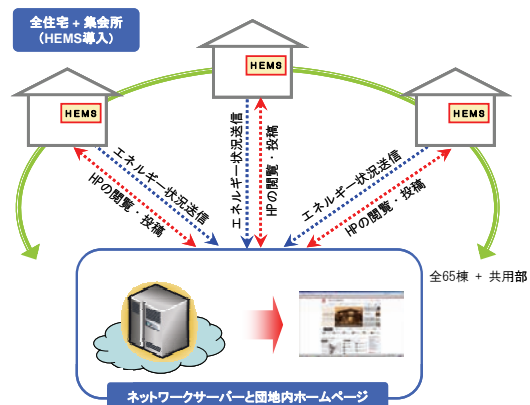 全住宅 + 集会所
(HEMS導入)
HEMS
HEMS
HEMS
エネルギー状況送信
HPの閲覧・投稿
エネルギー状況送信
HPの閲覧・投稿
エネルギー状況送信
HPの閲覧・投稿
全65棟 + 共用部
ネットワークサーバーと団地内ホームページ